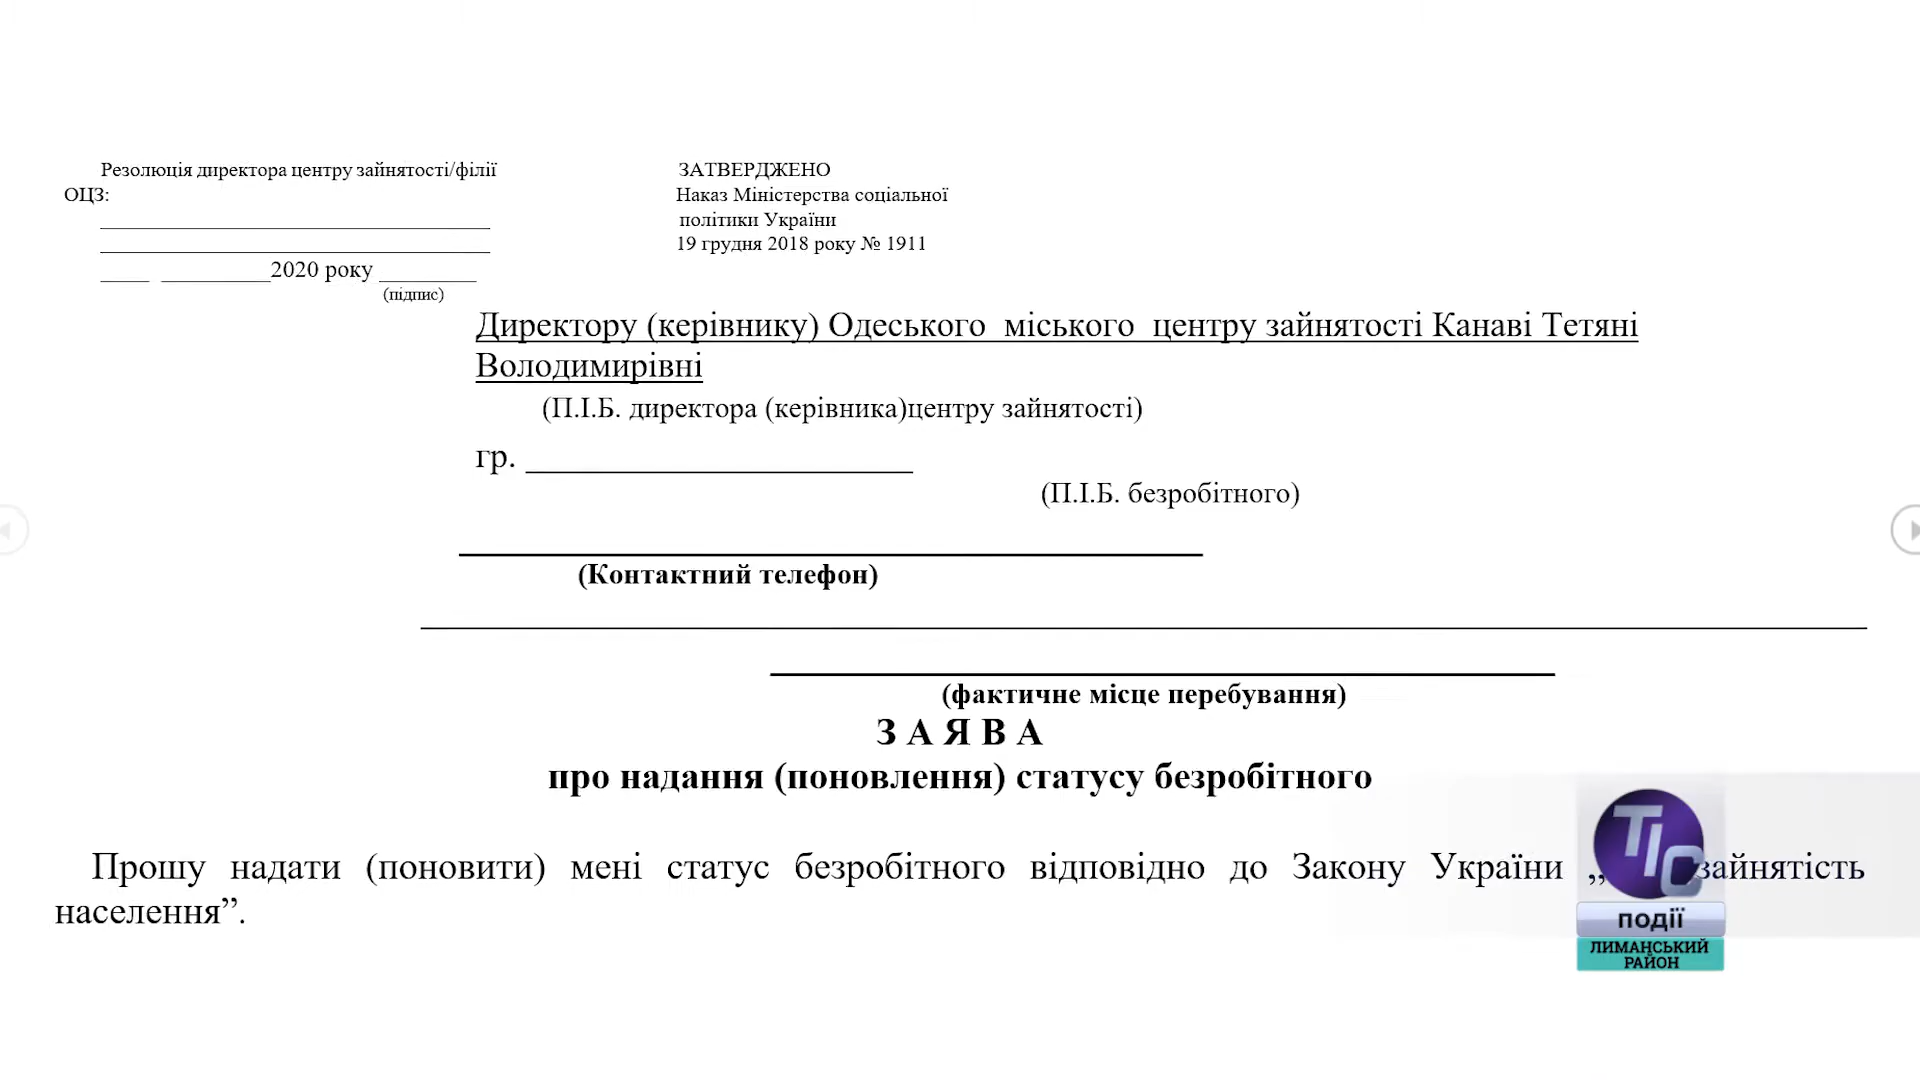 Резолюція директора центру зайнятості/філії
ОЦЗ:
2020 року
(підпис)
ЗАТВЕРДЖЕНО
Наказ Міністерства соціальної
політики України
19 грудня 2018 року № 1911
Директору (керівнику) Одеського міського центру зайнятості Канаві Тетяні
Володимирівні
(П.І.Б. директора (керівника)центру зайнятості)
гр.
(П.І.Б. безробітного)
(Контактний телефон)
(фактичне місце перебування)
З А Я В А
про надання (поновлення) статусу безробітного
Прошу надати (поновити) мені статус безробітного відповідно до Закону України „ зайнятість
населення”.
ТІС
події
ЛИМАНСЬКИЙ
РАЙОН